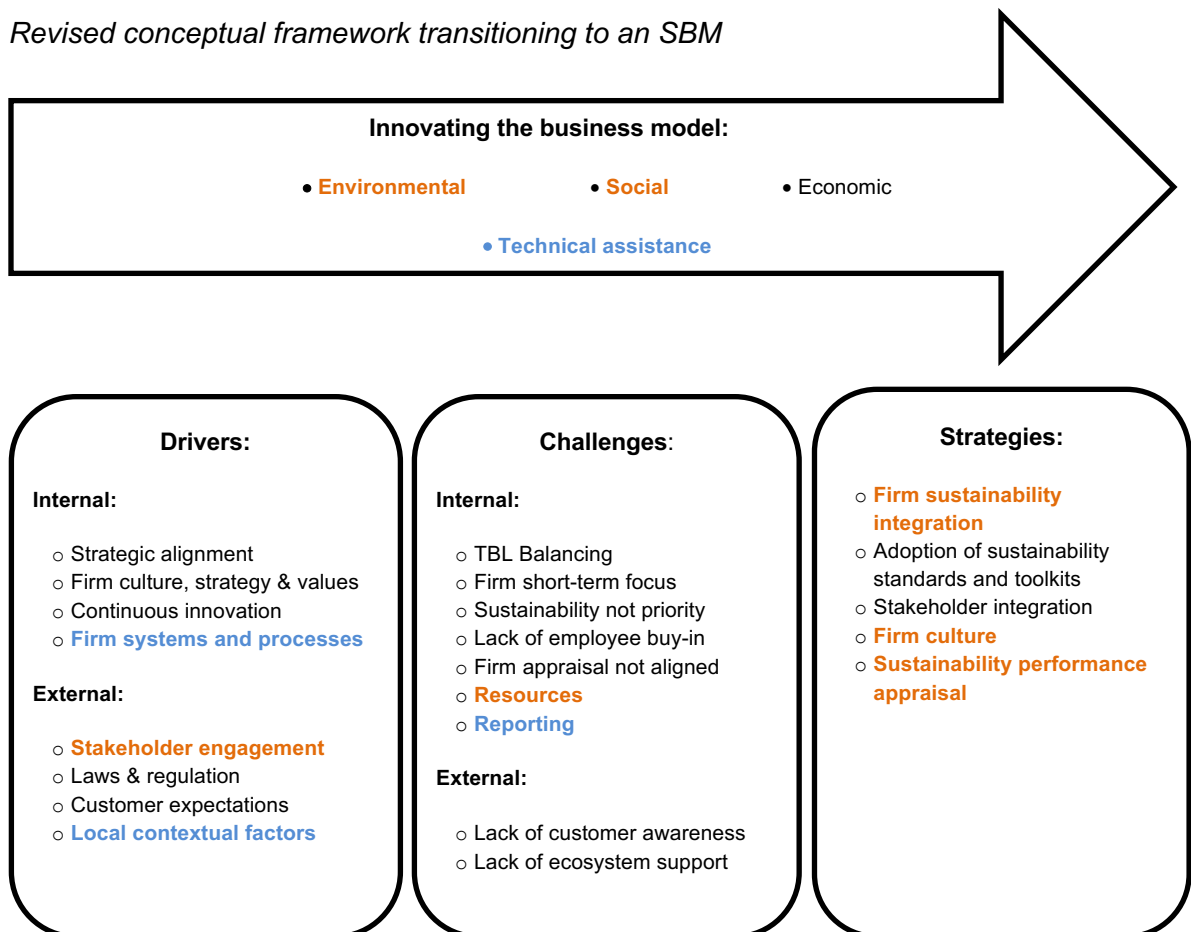 Revised conceptual framework transitioning to an SBM
Innovating the business model:
• Environmental • Social • Economic
• Technical assistance
Drivers:
Internal:
○ Strategic alignment
○ Firm culture, strategy & values
○ Continuous innovation
○ Firm systems and processes
External:
○ Stakeholder engagement
○ Laws & regulation
○ Customer expectations
○ Local contextual factors
Challenges:
Internal:
○ TBL Balancing
○ Firm short-term focus
○ Sustainability not priority
○ Lack of employee buy-in
○ Firm appraisal not aligned
○ Resources
○ Reporting
External:
○ Lack of customer awareness
○ Lack of ecosystem support
Strategies:
○ Firm sustainability
integration
○ Adoption of sustainability
standards and toolkits
○ Stakeholder integration
○ Firm culture
○ Sustainability performance
appraisal